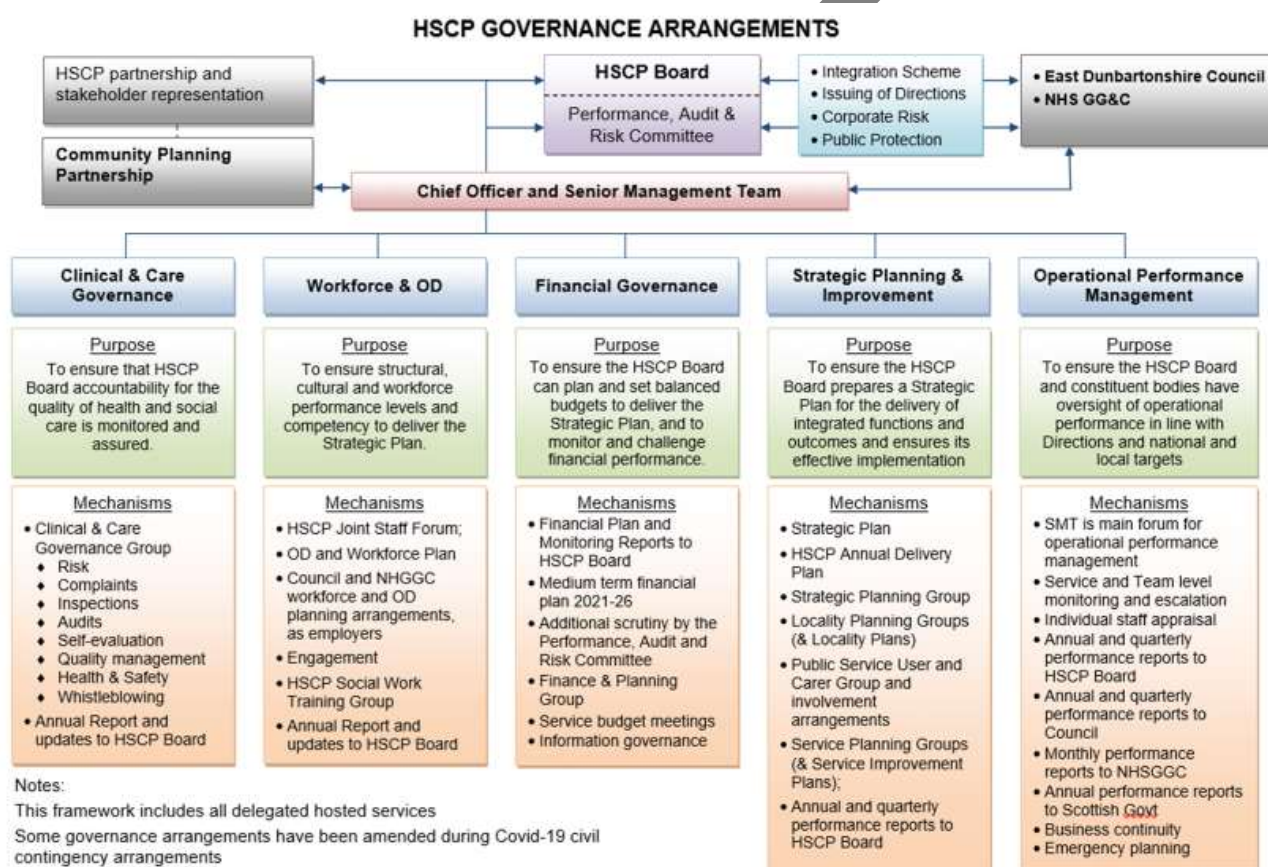 HSCP GOVERNANCE ARRANGEMENTS
HSCP partnership and
stakeholder representation
Community Planning
Partnership
HSCP Board
Performance, Audit &
Risk Committee
• Integration Scheme
• Issuing of Directions
• Corporate Risk
• Public Protection
• East Dunbartonshire Council
• NHS GG&C
Chief Officer and Senior Management Team
Clinical & Care
Governance
Purpose
To ensure that HSCP
Board accountability for the
quality of health and social
care is monitored and
assured.
Mechanisms
• Clinical & Care
Governance Group
♦ Risk
♦ Complaints
♦ Inspections
♦ Audits
♦ Self-evaluation
♦ Quality management
♦ Health & Safety
♦ Whistleblowing
• Annual Report and
updates to HSCP Board
Workforce & OD
Purpose
To ensure structural,
cultural and workforce
performance levels and
competency to deliver the
Strategic Plan.
Mechanisms
• HSCP Joint Staff Forum;
• OD and Workforce Plan
• Council and NHGGC
workforce and OD
planning arrangements,
as employers
• Engagement
• HSCP Social Work
Training Group
• Annual Report and
updates to HSCP Board
Financial Governance
Purpose
To ensure the HSCP Board
can plan and set balanced
budgets to deliver the
Strategic Plan, and to
monitor and challenge
financial performance.
Mechanisms
• Financial Plan and
Monitoring Reports to
HSCP Board
• Medium term financial
plan 2021-26
• Additional scrutiny by the
Performance, Audit and
Risk Committee
• Finance & Planning
Group
• Service budget meetings
• Information governance
Strategic Planning &
Improvement
Purpose
To ensure the HSCP
Board prepares a Strategic
Plan for the delivery of
integrated functions and
outcomes and ensures its
effective implementation
Mechanisms
• Strategic Plan
• HSCP Annual Delivery
Plan
• Strategic Planning Group
• Locality Planning Groups
(& Locality Plans)
• Public Service User and
Carer Group and
involvement
arrangements
• Service Planning Groups
(& Service Improvement
Plans);
• Annual and quarterly
performance reports to
HSCP Board
Operational Performance
Management
Purpose
To ensure the HSCP Board
and constituent bodies have
oversight of operational
performance in line with
Directions and national and
local targets
Mechanisms
• SMT is main forum for
operational performance
management
• Service and Team level
monitoring and escalation
• Individual staff appraisal
• Annual and quarterly
performance reports to
HSCP Board
• Annual and quarterly
performance reports to
Council
• Monthly performance
reports to NHSGGC
• Annual performance reports
to Scottish Govt
• Business continuity
• Emergency planning
Notes:
This framework includes all delegated hosted services
Some governance arrangements have been amended during Covid-19 civil
contingency arrangements